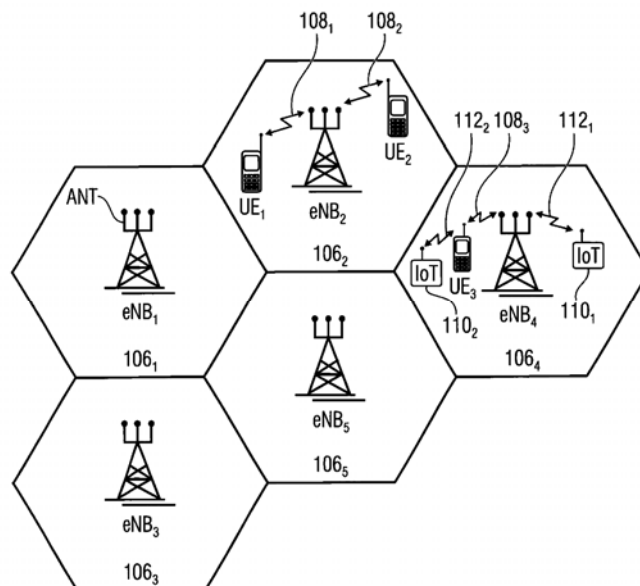 108₁ 108₂
112₂ 108₃ 112₁
UE₂
UE₁
eNB₂
ANT
IoT
UE₃
IoT
106₂
eNB₁
eNB₄
110₂
110₁
106₁
106₄
eNB₅
106₅
eNB₃
106₃